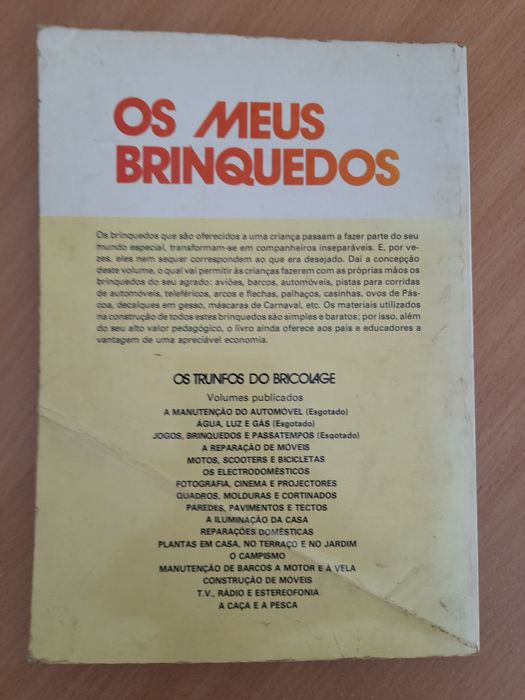 OS MEUS
BRINQUEDOS
Os brinquedos que são oferecidos a uma criança passam a fazer parte do seu
mundo especial, transformam-se em companheiros inseparáveis. E, por ve-
zes, eles nem sequer correspondem ao que era desejado. Daí a concepção
deste volume, o qual vai permitir às crianças fazerem com as próprias mãos os
brinquedos do seu agrado: aviões, barcos, automóveis, pistas para corridas
de automóveis, teleféricos, arcos e flechas, palhaços, casinhas, ovos de Pás-
coa, decalques em gesso, máscaras de Carnaval, etc. Os materiais utilizados
na construção de todos estes brinquedos são simples e baratos; por isso, além
do seu alto valor pedagógico, o livro ainda oferece aos pais e educadores a
vantagem de uma apreciável economia.
OS TRUNFOS DO BRICOLAGE
Volumes publicados
A MANUTENÇÃO DO AUTOMÓVEL (Esgotado)
ÁGUA, LUZ E GÁS (Esgotado)
JOGOS, BRINQUEDOS E PASSATEMPOS (Esgotado)
A REPARAÇÃO DE MÓVEIS
MOTOS, SCOOTERS E BICICLETAS
OS ELECTRODOMÉSTICOS
FOTOGRAFIA, CINEMA E PROJECTORES
QUADROS, MOLDURAS E CORTINADOS
PAREDES, PAVIMENTOS E TECTOS
A ILUMINAÇÃO DA CASA
REPARAÇÕES DOMÉSTICAS
PLANTAS EM CASA, NO TERRAÇO E NO JARDIM
O CAMPISMO
MANUTENÇÃO DE BARCOS A MOTOR E À VELA
CONSTRUÇÃO DE MÓVEIS
T.V., RÁDIO E ESTEREOFONIA
A CAÇA E A PESCA